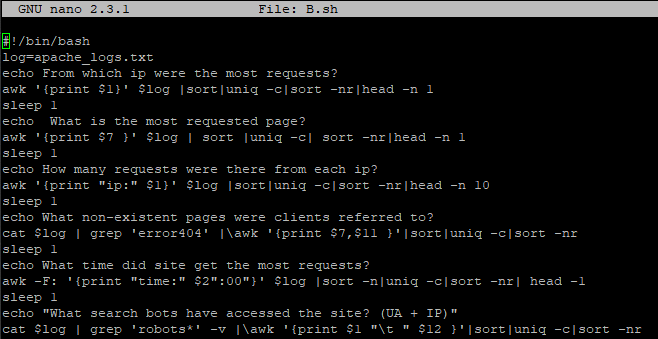 GNU nano 2.3.1 File: B.sh
#!/bin/bash
log=apache_logs.txt
echo From which ip were the most requests?
awk '{print $1}' $log |sort|uniq -c|sort -nr|head -n 1
sleep 1
echo  What is the most requested page?
awk '{print $7 }' $log | sort |uniq -c| sort -nr|head -n 1
sleep 1
echo How many requests were there from each ip?
awk '{print "ip:" $1}' $log |sort|uniq -c|sort -nr|head -n 10
sleep 1
echo What non-existent pages were clients referred to?
cat $log | grep 'error404' |\awk '{print $7,$11 }'|sort|uniq -c|sort -nr
sleep 1
echo What time did site get the most requests?
awk -F: '{print "time:" $2":00"}' $log |sort -n|uniq -c|sort -nr| head -1
sleep 1
echo "What search bots have accessed the site? (UA + IP)"
cat $log | grep 'robots*' -v |\awk '{print $1 "\t " $12 }'|sort|uniq -c|sort -nr